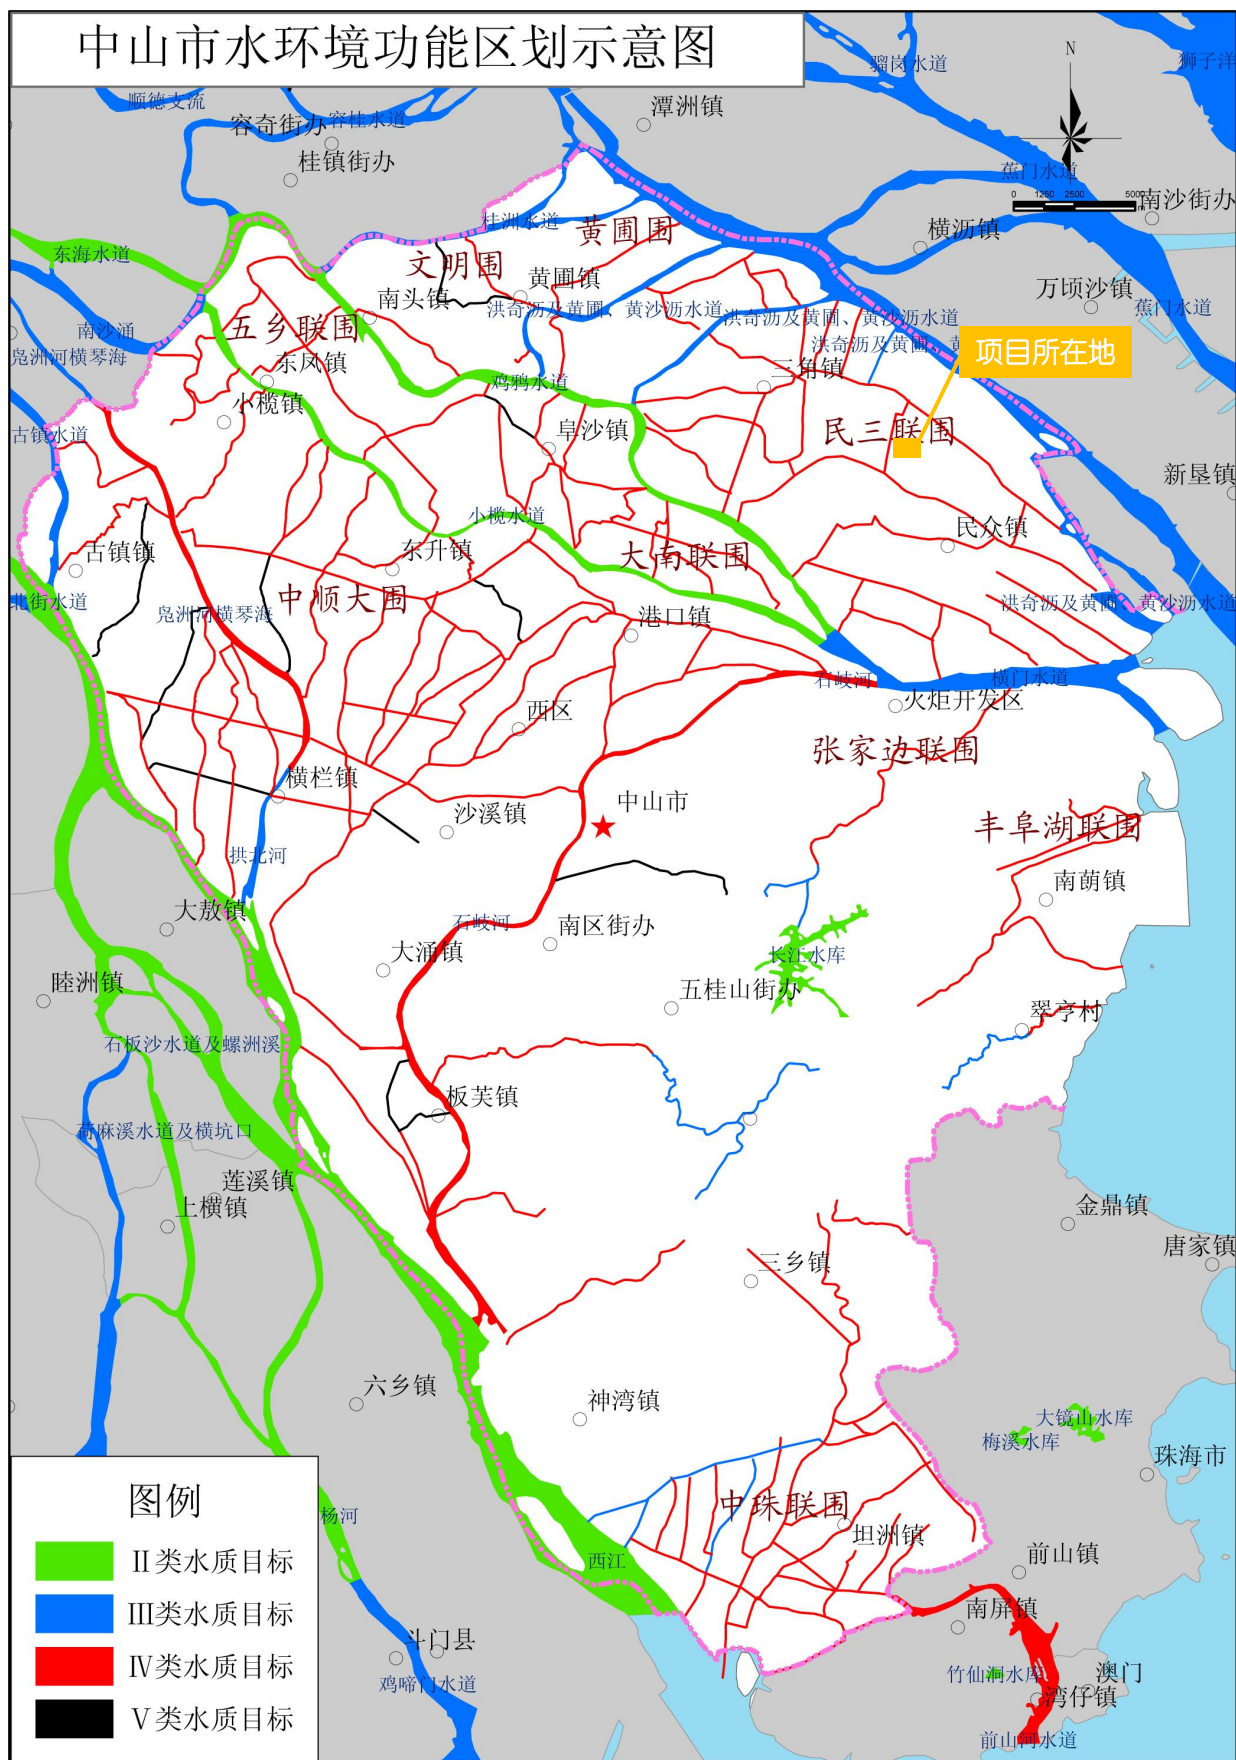 中山市水环境功能区划示意图
骝岗水道
狮子洋
N
顺德支流
潭洲镇
容奇街办
容桂水道
桂镇街办
蕉门水道
0 1250 2500 5000
南沙街办
桂洲水道
黄圃围
横沥镇
东海水道
文明围
黄圃镇
万顷沙镇
南头镇
洪奇沥及黄圃、黄沙沥水道
洪奇沥及黄圃、黄沙沥水道
蕉门水道
南沙涌
五乡联围
凫洲河横琴海
洪奇沥及黄圃、黄
项目所在地
东凤镇
鸡鸦水道
三角镇
小榄镇
古镇水道
阜沙镇
民三联围
新垦镇
小榄水道
民众镇
古镇镇
东升镇
大南联围
北街水道
凫洲河横琴海
中顺大围
港口镇
洪奇沥及黄圃、黄沙沥水道
石岐河
横门水道
西区
火炬开发区
张家边联围
横栏镇
沙溪镇
中山市
丰阜湖联围
拱北河
南蓢镇
大敖镇
石岐河
南区街办
大涌镇
长江水库
睦洲镇
五桂山街办
翠亨村
石板沙水道及螺洲溪
板芙镇
荷麻溪水道及横坑口
莲溪镇
上横镇
金鼎镇
唐家镇
三乡镇
六乡镇
神湾镇
大镜山水库
梅溪水库
珠海市
图例
中珠联围
杨河
坦洲镇
Ⅱ类水质目标
西江
前山镇
Ⅲ类水质目标
南屏镇
斗门县
Ⅳ类水质目标
竹仙洞水库
澳门
鸡啼门水道
湾仔镇
Ⅴ类水质目标
前山河水道